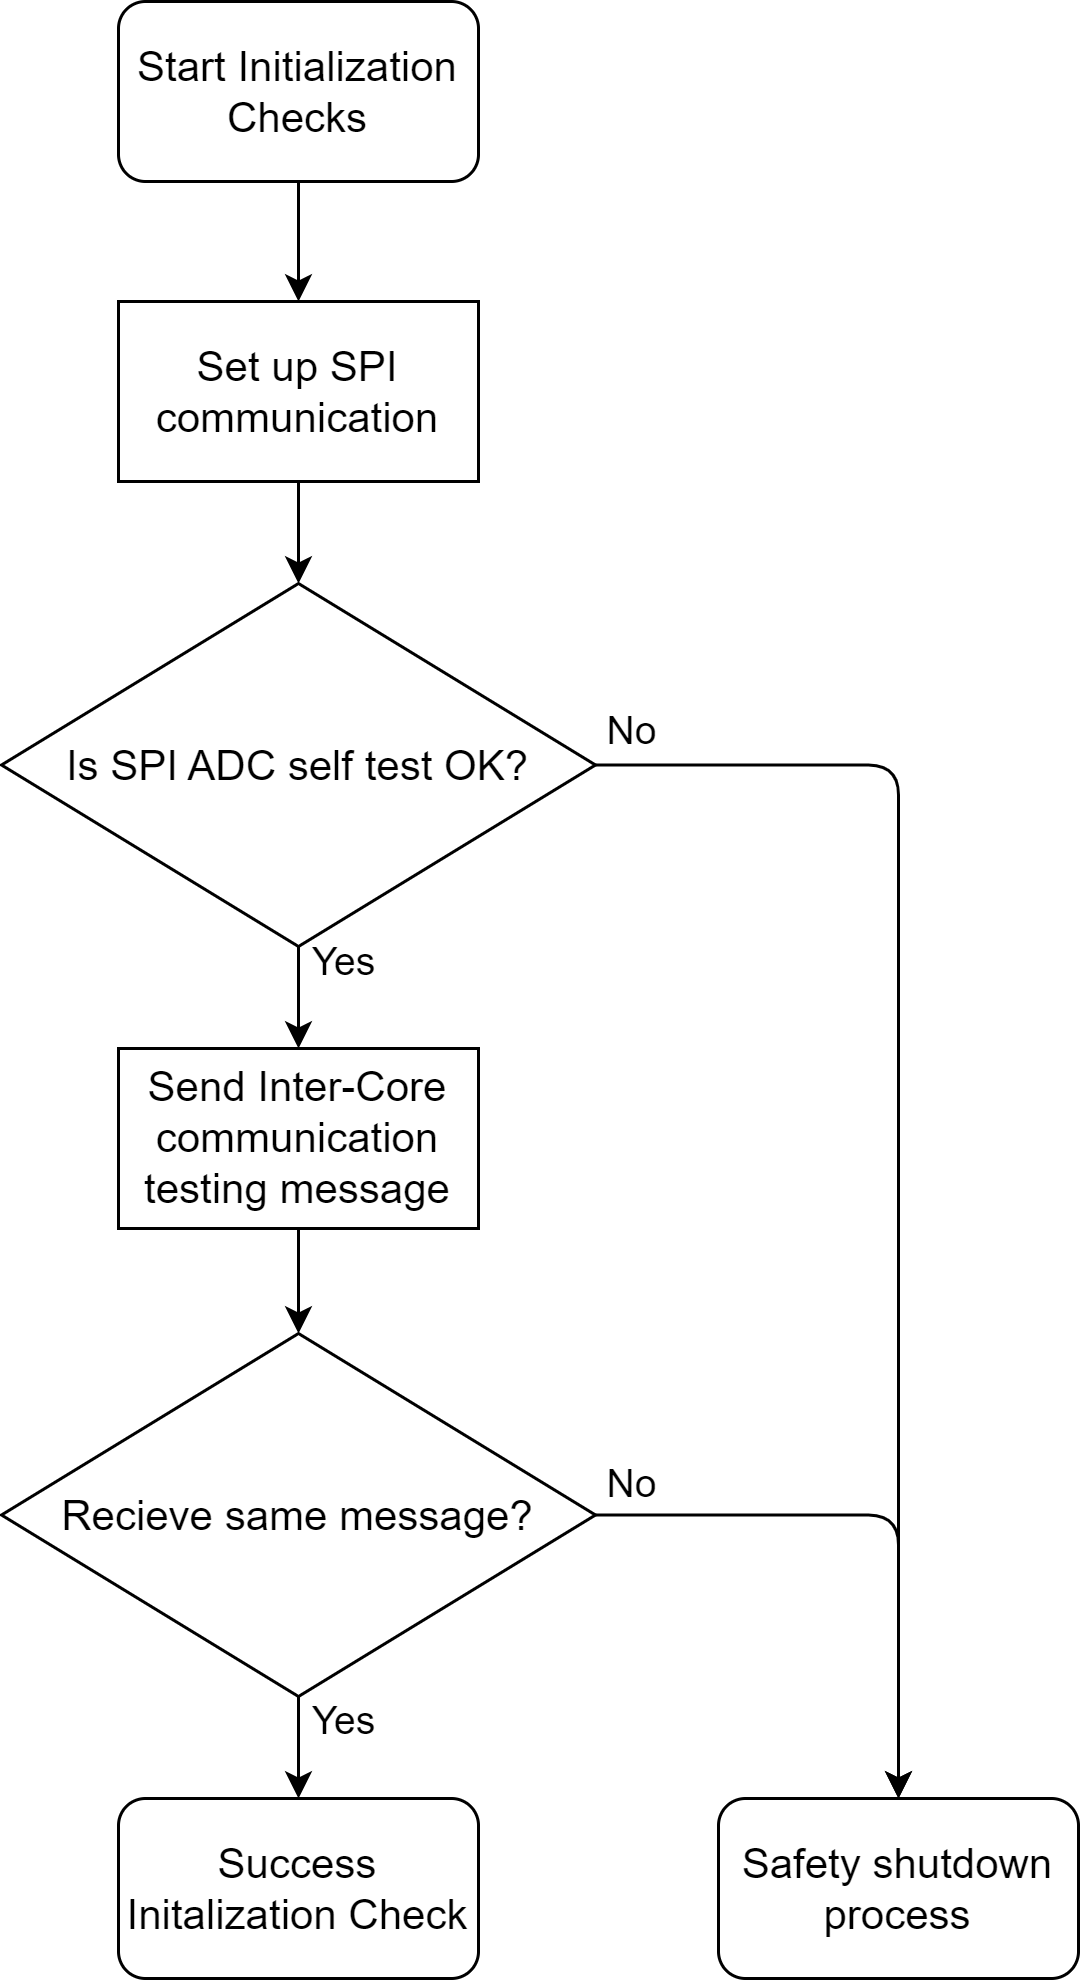 Start Initialization
Checks
Set up SPI
communication
Is SPI ADC self test OK?
No
Yes
Send Inter-Core
communication
testing message
Recieve same message?
No
Yes
Success
Initalization Check
Safety shutdown
process